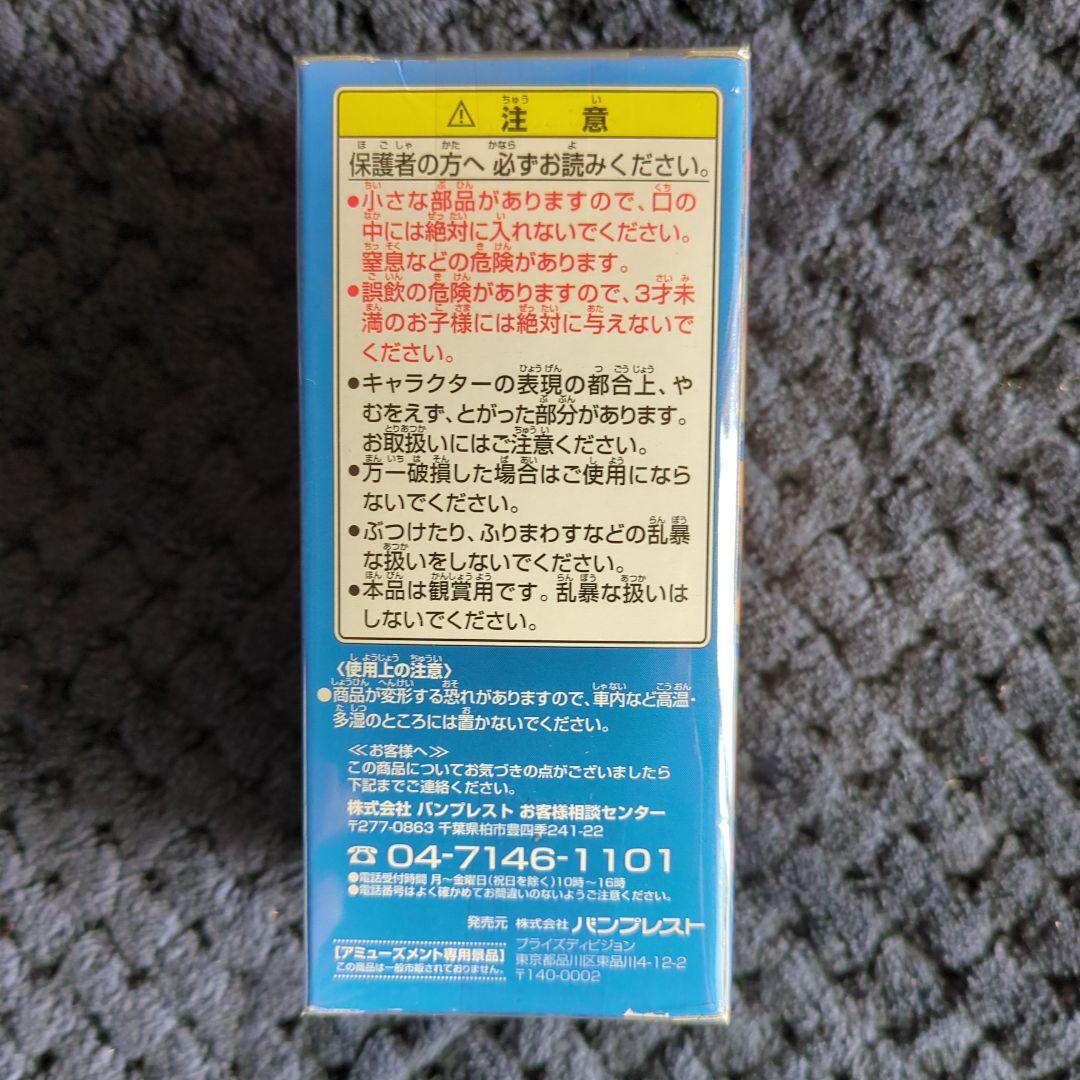 ⚠ 注意
保護者の方へ 必ずお読みください。
●小さな部品がありますので、口の
中には絶対に入れないでください。
窒息などの危険があります。
●誤飲の危険がありますので、3才未
満のお子様には絶対に与えないで
ください。
●キャラクターの表現の都合上、や
むをえず、とがった部分があります。
お取扱いにはご注意ください。
●万一破損した場合はご使用になら
ないでください。
●ぶつけたり、ふりまわすなどの乱暴
な扱いをしないでください。
●本品は観賞用です。乱暴な扱いは
しないでください。
〈使用上の注意〉
●商品が変形する恐れがありますので、車内など高温・
多湿のところには置かないでください。
≪お客様へ≫
この商品についてお気づきの点がございましたら
下記までご連絡ください。
株式会社 バンプレスト お客様相談センター
〒277-0863 千葉県柏市豊四季241-22
☎ 04-7146-1101
●電話受付時間 月〜金曜日(祝日を除く)10時〜16時
●電話番号はよく確かめてお間違いのないようご注意ください。
発売元 株式会社 バンプレスト
プライズディビジョン
東京都品川区東品川4-12-2
〒140-0002
[アミューズメント専用景品]
この商品は一般市販されておりません。